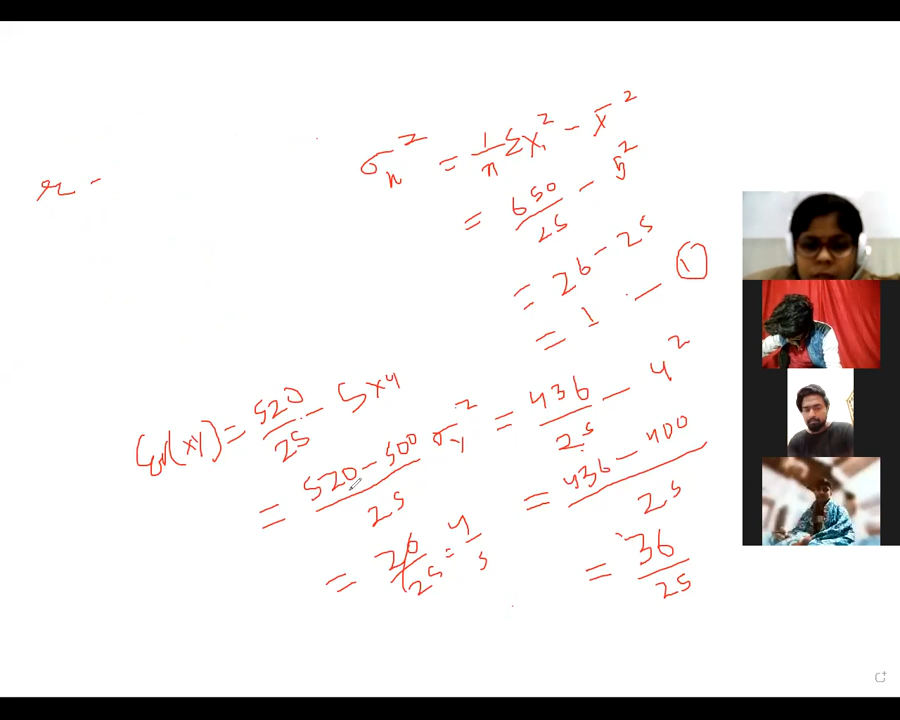 r -
σx² = 1/n Σxi² - x̄²
= 650/25 - 5²
= 26 - 25
= 1 — ①
Cov(xy) = 520/25 - 5×4
= 520-500/25
= 20/25 = 4/5
σy² = 436/25 - 4²
= 436-400/25
= 36/25